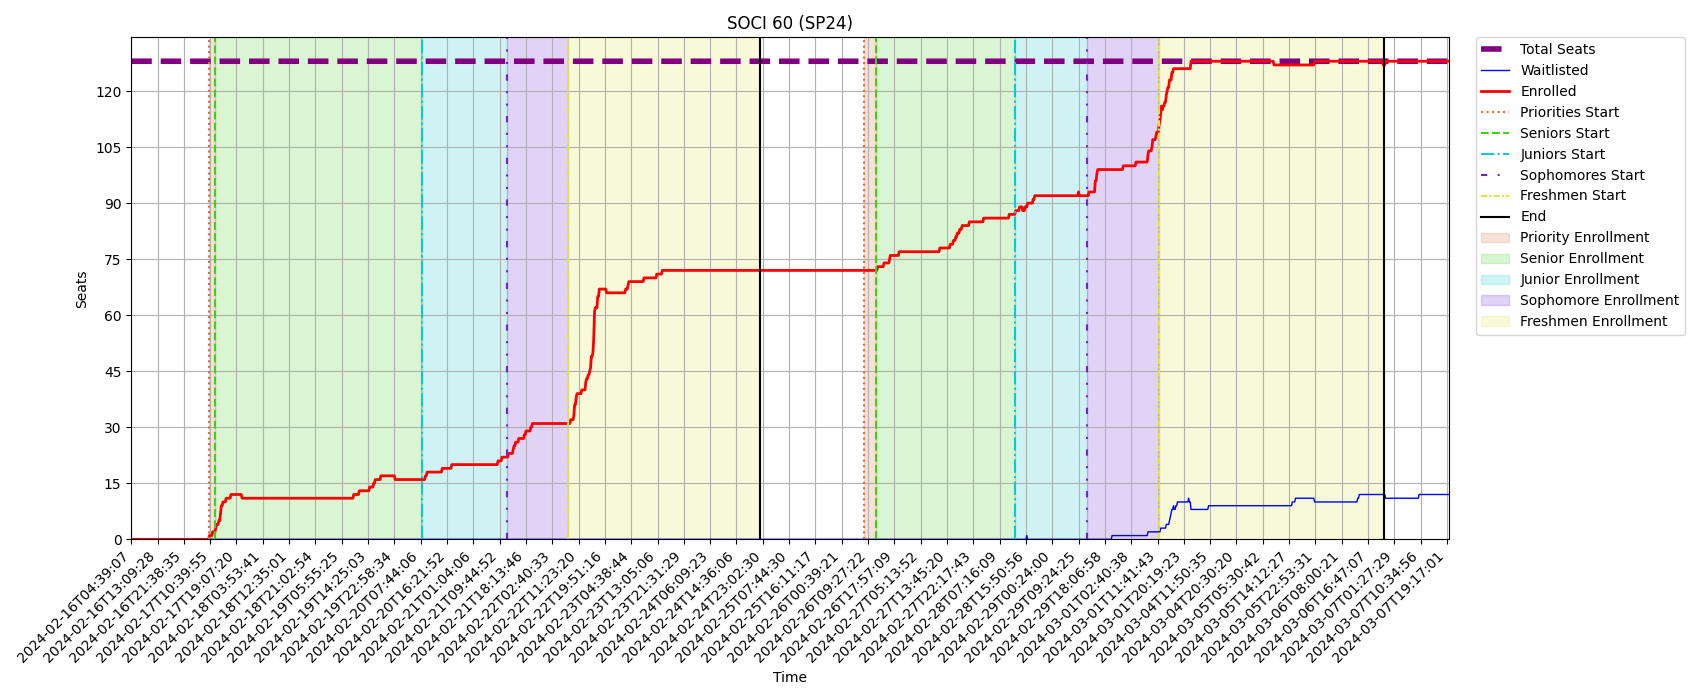 SOCI 60 (SP24)
Total Seats
Waitlisted
Enrolled
Priorities Start
Seniors Start
Juniors Start
Sophomores Start
Freshmen Start
End
Priority Enrollment
Senior Enrollment
Junior Enrollment
Sophomore Enrollment
Freshmen Enrollment
Seats
120
105
90
75
60
45
30
15
0
2024-02-16T04:39:07
2024-02-16T13:09:28
2024-02-16T21:38:35
2024-02-17T10:39:55
2024-02-17T19:07:20
2024-02-18T03:53:41
2024-02-18T12:35:01
2024-02-18T21:02:54
2024-02-19T05:55:25
2024-02-19T14:25:03
2024-02-19T22:58:34
2024-02-20T07:44:06
2024-02-20T16:21:52
2024-02-21T01:04:06
2024-02-21T09:44:52
2024-02-21T18:13:46
2024-02-22T02:40:33
2024-02-22T11:23:20
2024-02-22T19:51:16
2024-02-23T04:38:44
2024-02-23T13:05:06
2024-02-23T21:31:29
2024-02-24T06:09:23
2024-02-24T14:36:06
2024-02-24T23:02:30
2024-02-25T07:44:30
2024-02-25T16:11:17
2024-02-26T00:39:21
2024-02-26T09:27:22
2024-02-26T17:57:09
2024-02-27T05:13:52
2024-02-27T13:45:20
2024-02-27T22:17:43
2024-02-28T07:16:09
2024-02-28T15:50:56
2024-02-29T00:24:00
2024-02-29T09:24:25
2024-02-29T18:06:58
2024-03-01T02:40:38
2024-03-01T11:41:43
2024-03-01T20:19:23
2024-03-04T11:50:35
2024-03-04T20:30:20
2024-03-05T05:30:42
2024-03-05T14:12:27
2024-03-05T22:53:31
2024-03-06T08:00:21
2024-03-06T16:47:07
2024-03-07T01:27:29
2024-03-07T10:34:56
2024-03-07T19:17:01
Time